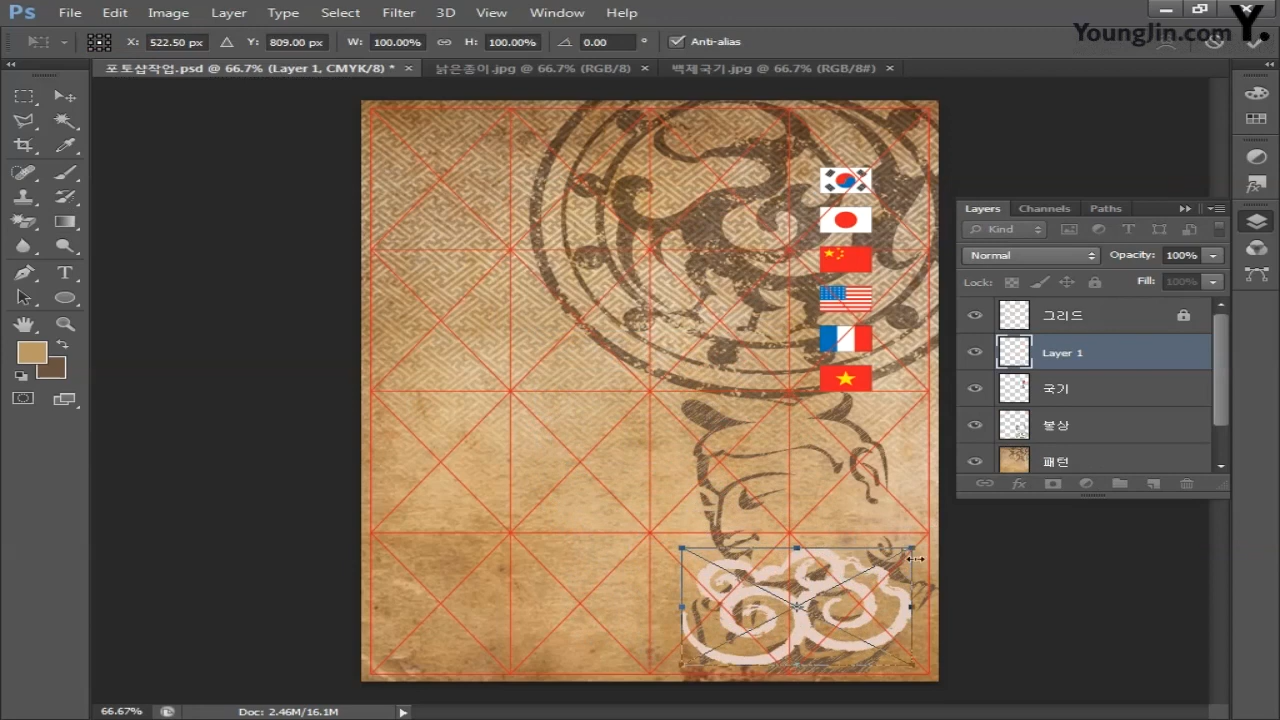 Ps File Edit Image Layer Type Select Filter 3D View Window Help
YoungJin.com Y.
X: 522.50 px Y: 809.00 px W: 100.00% H: 100.00% 0.00 ° Anti-alias
포토샵작업.psd @ 66.7% (Layer 1, CMYK/8) * × 낡은종이.jpg @ 66.7% (RGB/8) × 백제국기.jpg @ 66.7% (RGB/8#) ×
Layers Channels Paths
Kind
Normal Opacity: 100%
Lock: Fill: 100%
그리드
Layer 1
국기
불상
패턴
66.67% Doc: 2.46M/16.1M